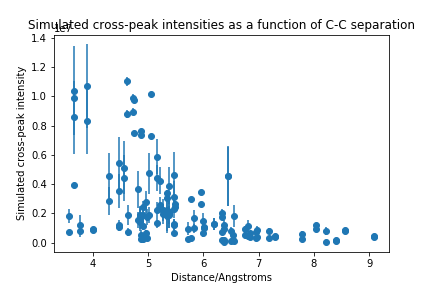 Simulated cross-peak intensities as a function of C-C separation
1e7
1.4
1.2
1.0
0.8
0.6
0.4
0.2
0.0
Simulated cross-peak intensity
4 5 6 7 8 9
Distance/Angstroms